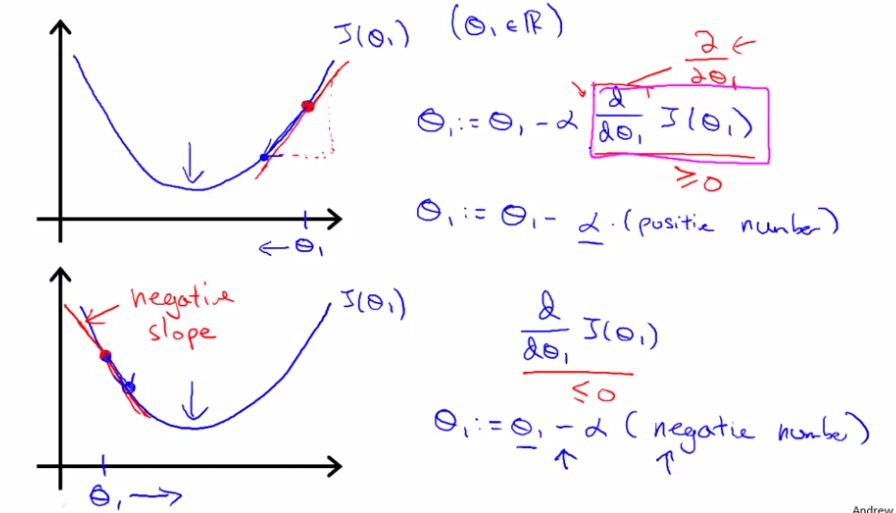 J(θ₁) (θ₁ ∈ ℝ)
∂/∂θ₁ ←
θ₁ := θ₁ - α d/dθ₁ J(θ₁)
≥ 0
θ₁ := θ₁ - α · (positive number)
← θ₁
negative
slope
J(θ₁)
d/dθ₁ J(θ₁)
≤ 0
θ₁ := θ₁ - α (negative number)
θ₁ →
Andrew